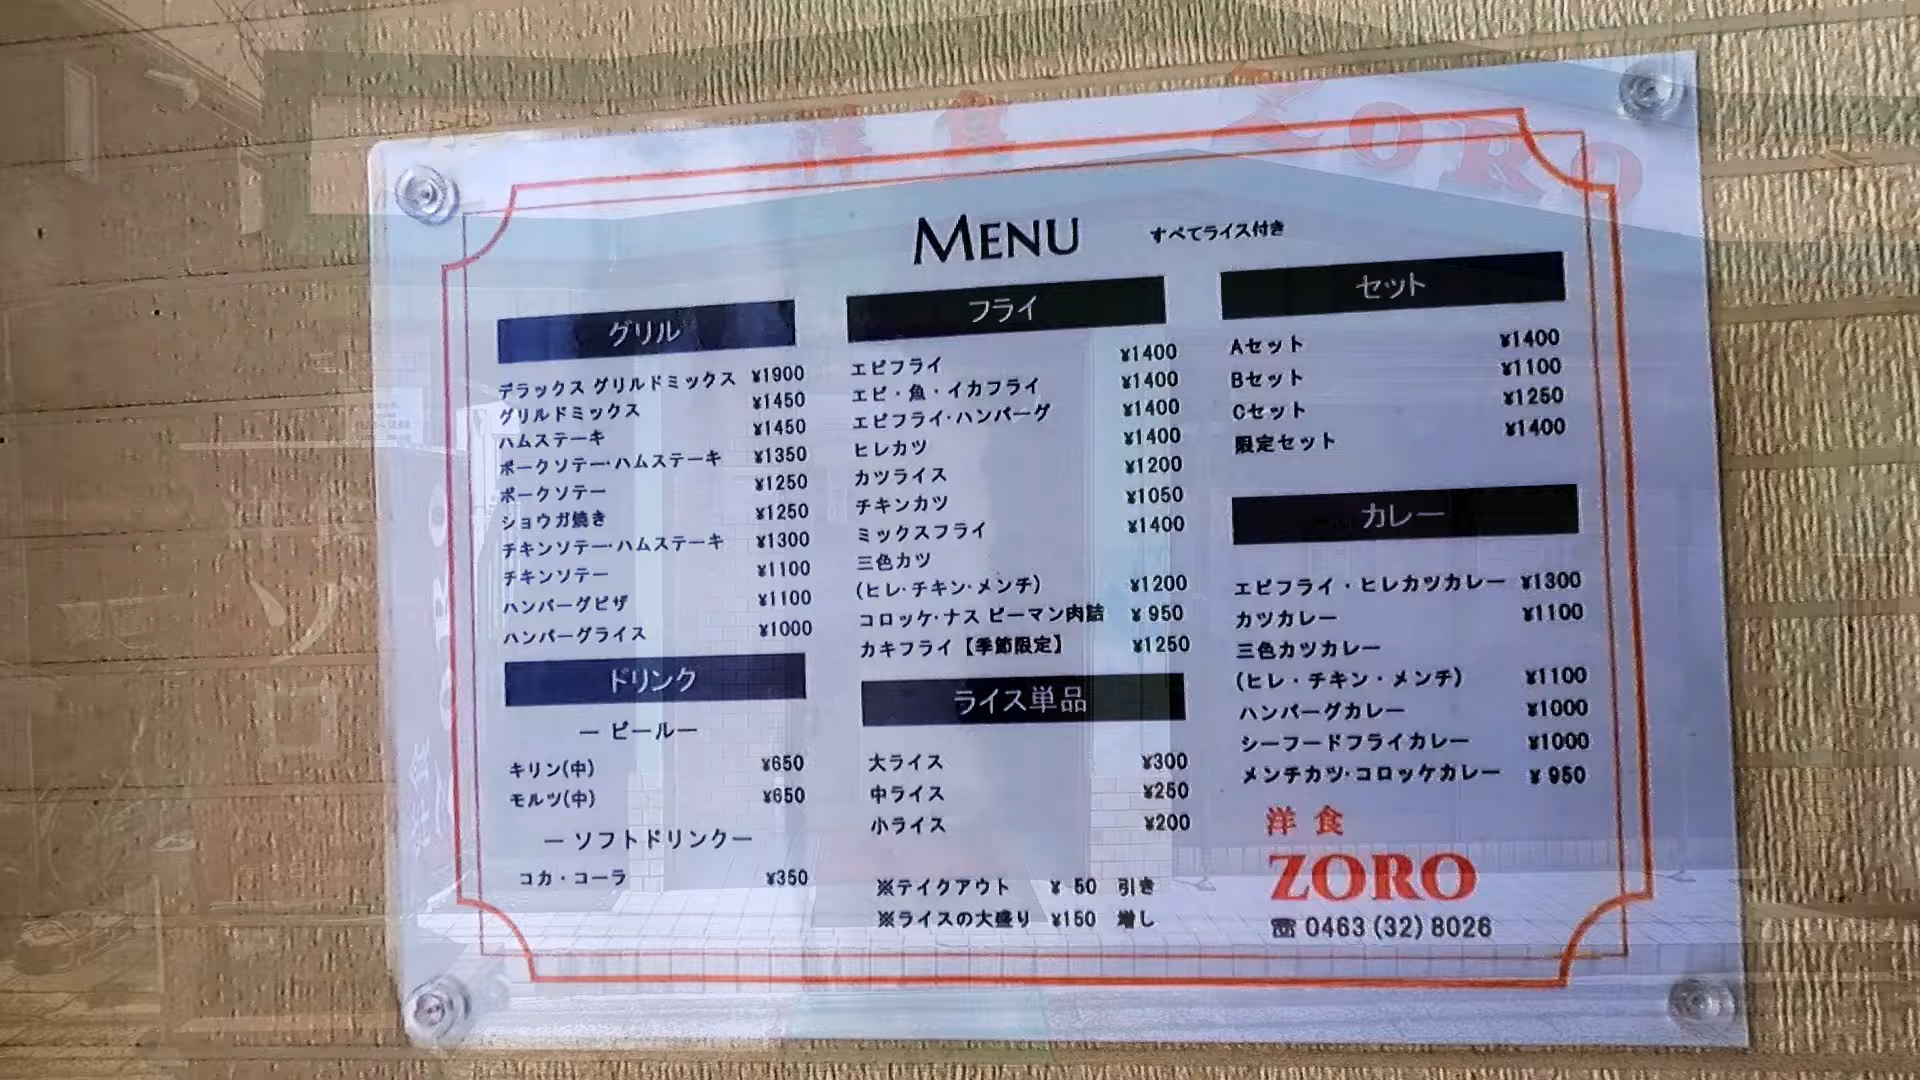 洋食 ZORO
MENU すべてライス付き
グリル
デラックス グリルドミックス ¥1900
グリルドミックス ¥1450
ハムステーキ ¥1450
ポークソテー・ハムステーキ ¥1350
ポークソテー ¥1250
ショウガ焼き ¥1250
チキンソテー・ハムステーキ ¥1300
チキンソテー ¥1100
ハンバーグピザ ¥1100
ハンバーグライス ¥1000
ドリンク
ー ビールー
キリン(中) ¥650
モルツ(中) ¥650
ー ソフトドリンクー
コカ・コーラ ¥350
フライ
エビフライ ¥1400
エビ・魚・イカフライ ¥1400
エビフライ・ハンバーグ ¥1400
ヒレカツ ¥1400
カツライス ¥1200
チキンカツ ¥1050
ミックスフライ ¥1400
三色カツ
(ヒレ・チキン・メンチ) ¥1200
コロッケ・ナス ピーマン肉詰 ¥ 950
カキフライ【季節限定】 ¥1250
ライス単品
大ライス ¥300
中ライス ¥250
小ライス ¥200
※テイクアウト ¥ 50 引き
※ライスの大盛り ¥150 増し
セット
Aセット ¥1400
Bセット ¥1100
Cセット ¥1250
限定セット ¥1400
カレー
エビフライ・ヒレカツカレー ¥1300
カツカレー ¥1100
三色カツカレー
(ヒレ・チキン・メンチ) ¥1100
ハンバーグカレー ¥1000
シーフードフライカレー ¥1000
メンチカツ・コロッケカレー ¥ 950
洋食
ZORO
☎ 0463 (32) 8026